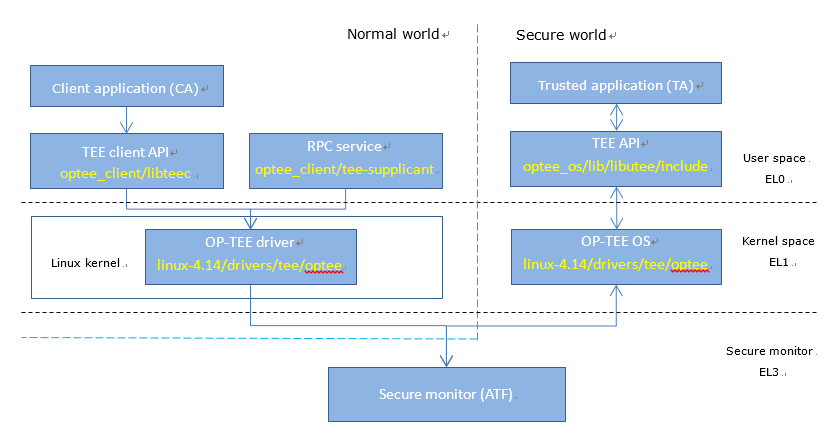 Normal world
Secure world
Client application (CA)
Trusted application (TA)
TEE client API
optee_client/libteec
RPC service
optee_client/tee-supplicant
TEE API
optee_os/lib/libutee/include
User space
EL0
Linux kernel
OP-TEE driver
linux-4.14/drivers/tee/optee
OP-TEE OS
linux-4.14/drivers/tee/optee
Kernel space
EL1
Secure monitor
EL3
Secure monitor (ATF)